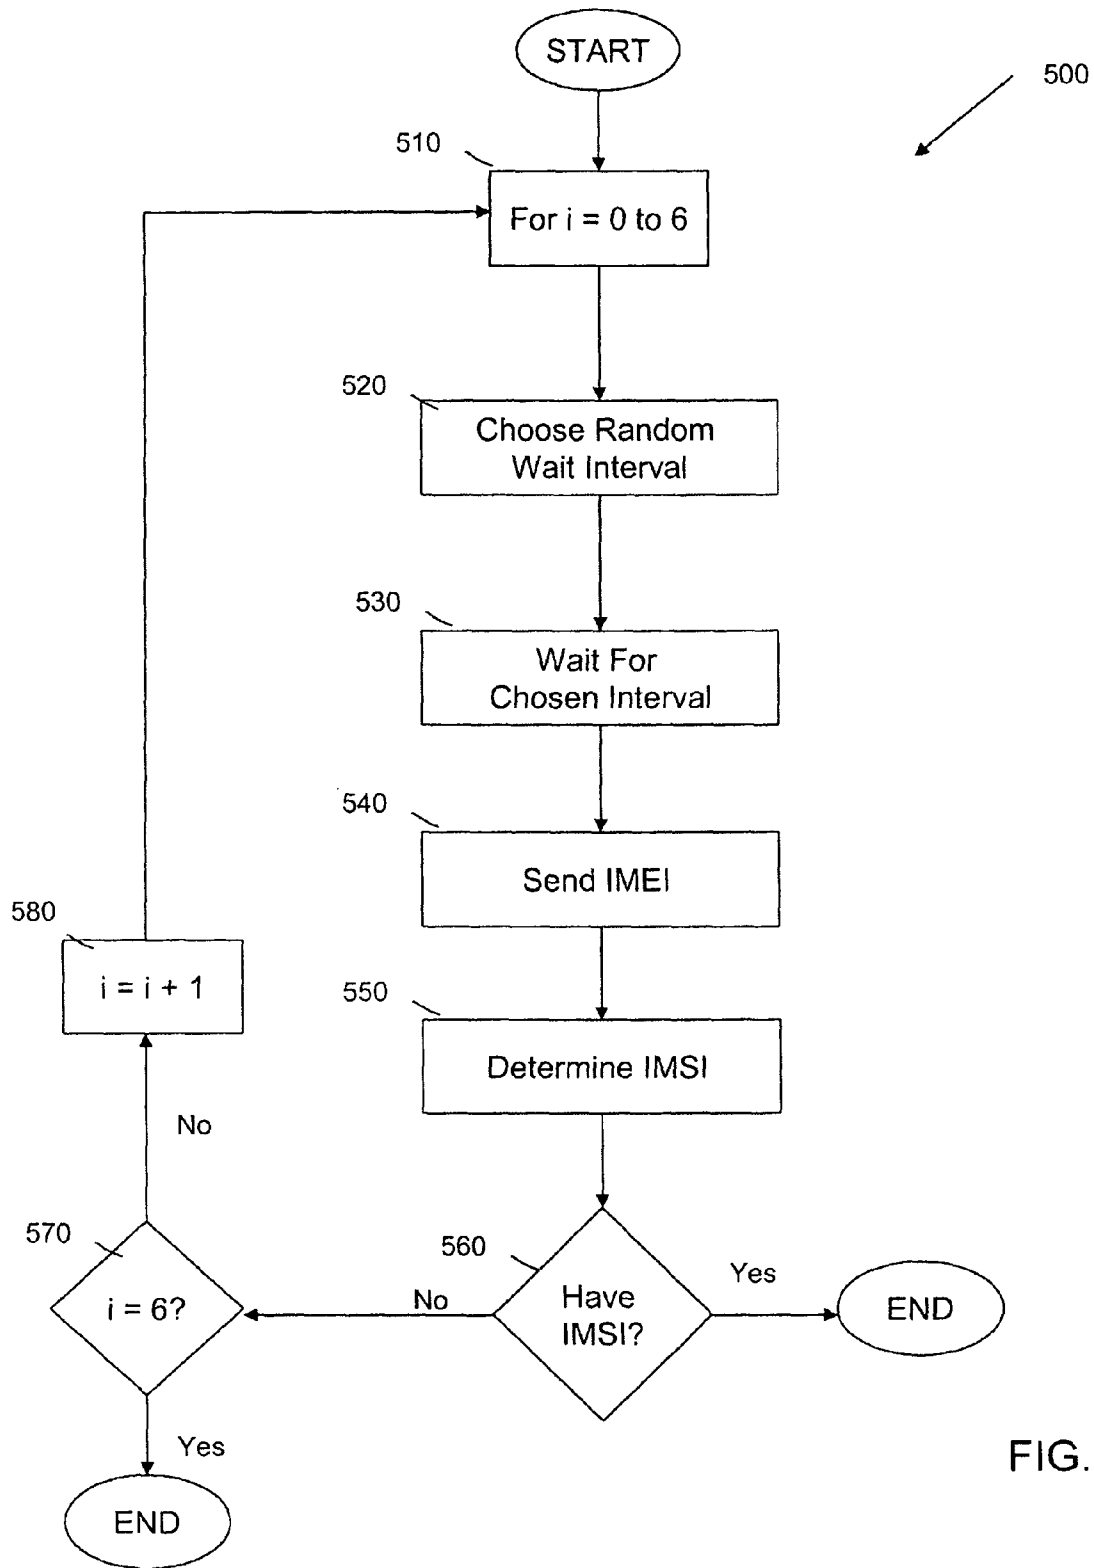 START
500
510
For i = 0 to 6
520
Choose Random
Wait Interval
530
Wait For
Chosen Interval
540
Send IMEI
580
i = i + 1
550
Determine IMSI
No
570
i = 6?
560
No
Have
IMSI?
Yes
END
Yes
END
FIG.